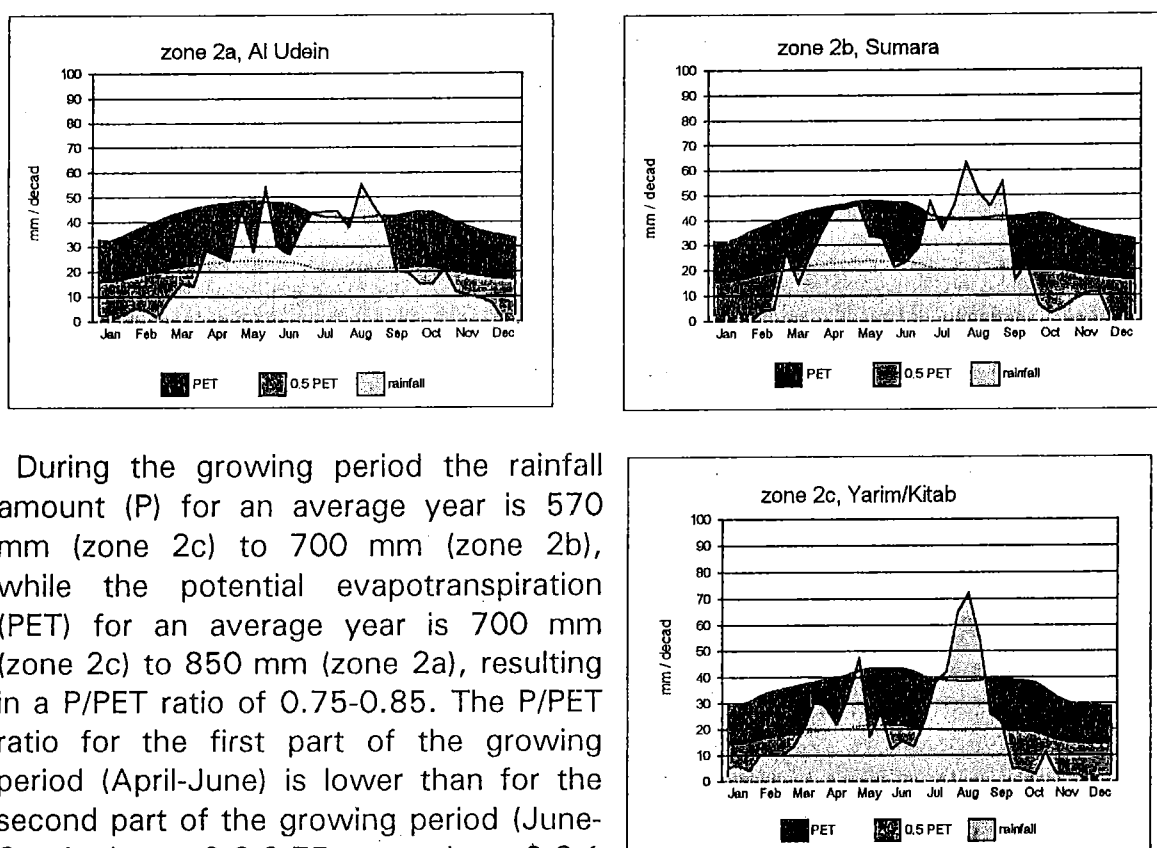 zone 2a, Al Udein
100
90
80
70
60
50
40
30
20
10
0
mm / decad
Jan Feb Mar Apr May Jun Jul Aug Sep Oct Nov Dec
PET 0.5 PET rainfall
zone 2b, Sumara
100
90
80
70
60
50
40
30
20
10
0
mm / decad
Jan Feb Mar Apr May Jun Jul Aug Sep Oct Nov Dec
PET 0.5 PET rainfall
During the growing period the rainfall
amount (P) for an average year is 570
mm (zone 2c) to 700 mm (zone 2b),
while the potential evapotranspiration
(PET) for an average year is 700 mm
(zone 2c) to 850 mm (zone 2a), resulting
in a P/PET ratio of 0.75-0.85. The P/PET
ratio for the first part of the growing
period (April-June) is lower than for the
second part of the growing period (June-
zone 2c, Yarim/Kitab
100
90
80
70
60
50
40
30
20
10
0
mm / decad
Jan Feb Mar Apr May Jun Jul Aug Sep Oct Nov Dec
PET 0.5 PET rainfall